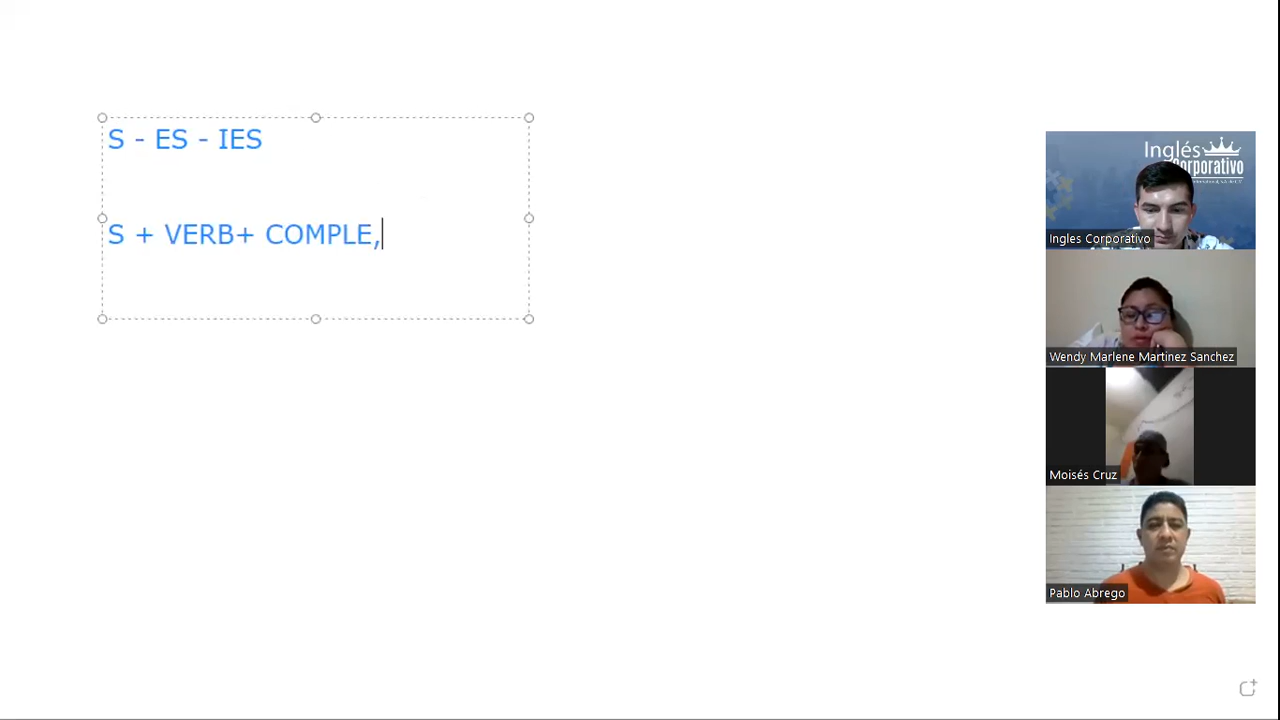 S - ES - IES
S + VERB+ COMPLE,
Inglés
Corporativo
Ingles Corporativo
Wendy Marlene Martinez Sanchez
Moisés Cruz
Pablo Abrego